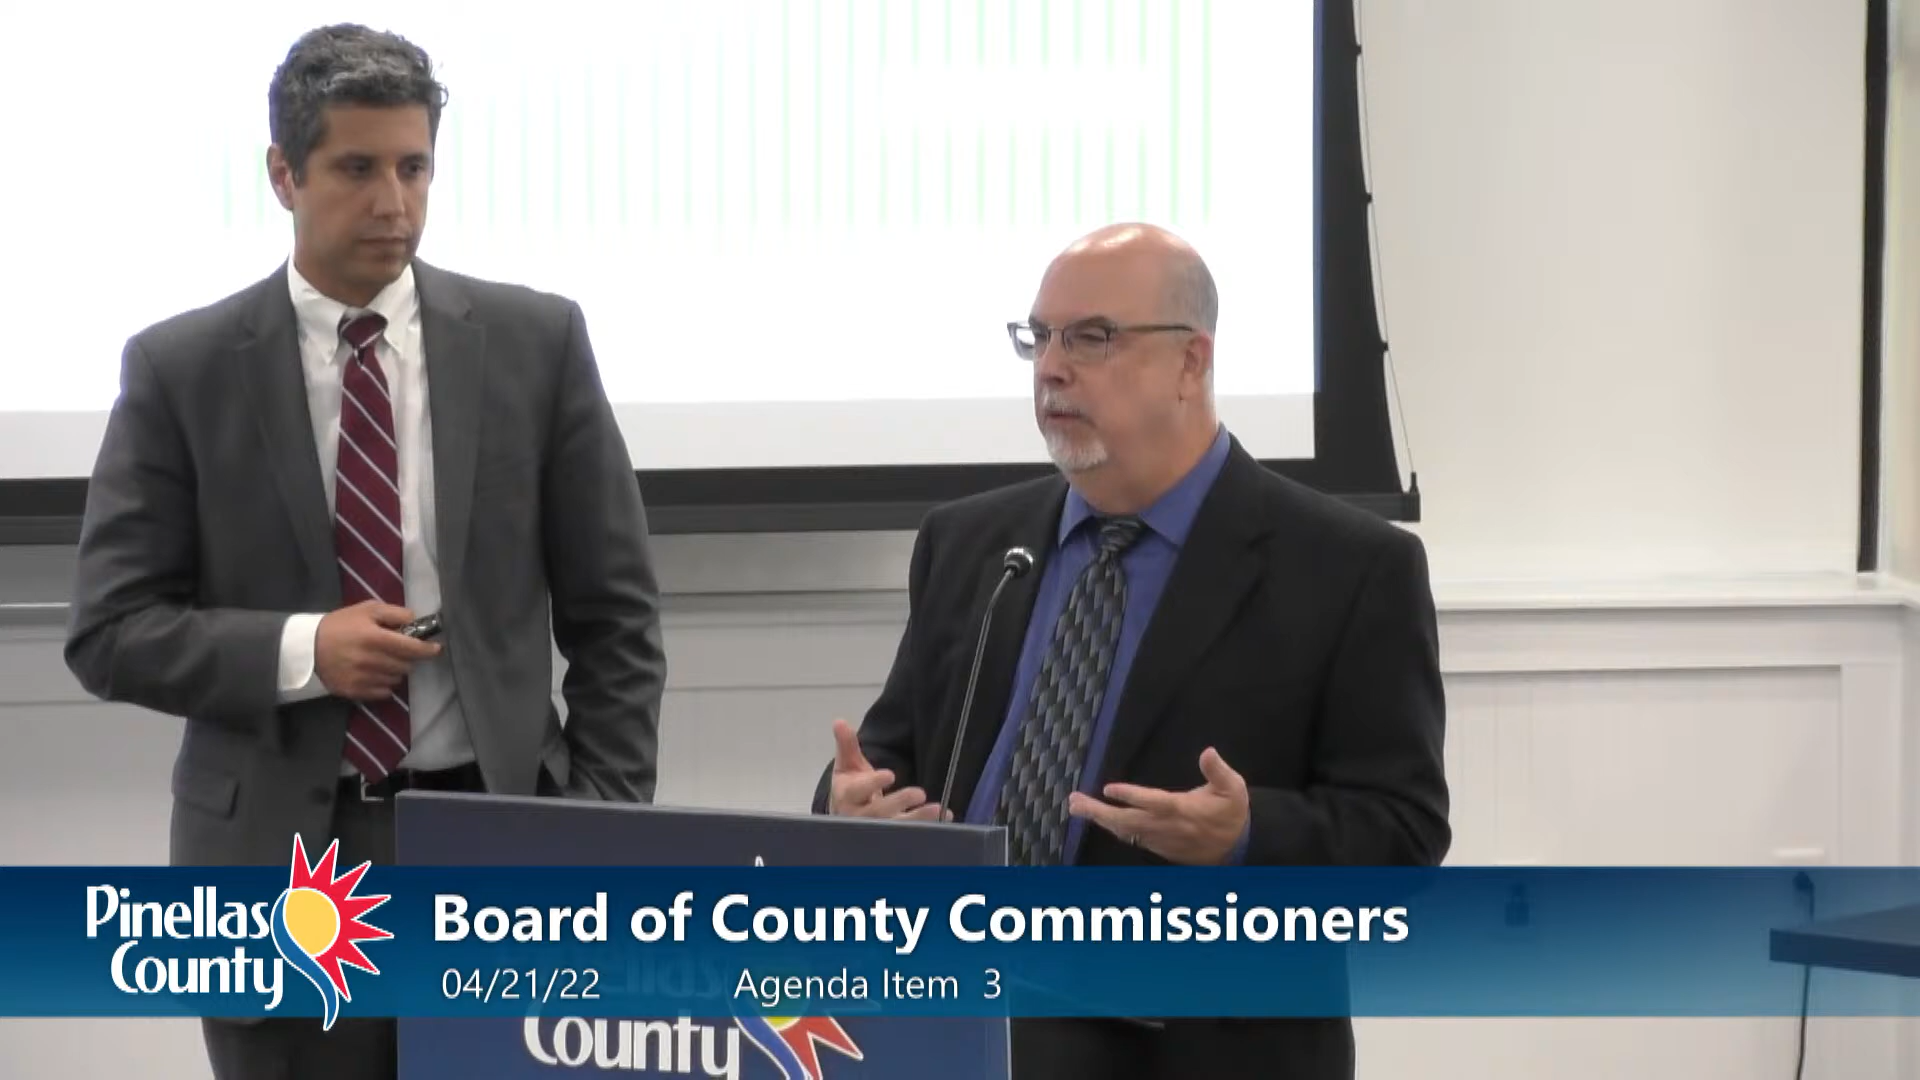 Pinellas
County
Board of County Commissioners
04/21/22 Agenda Item 3
County